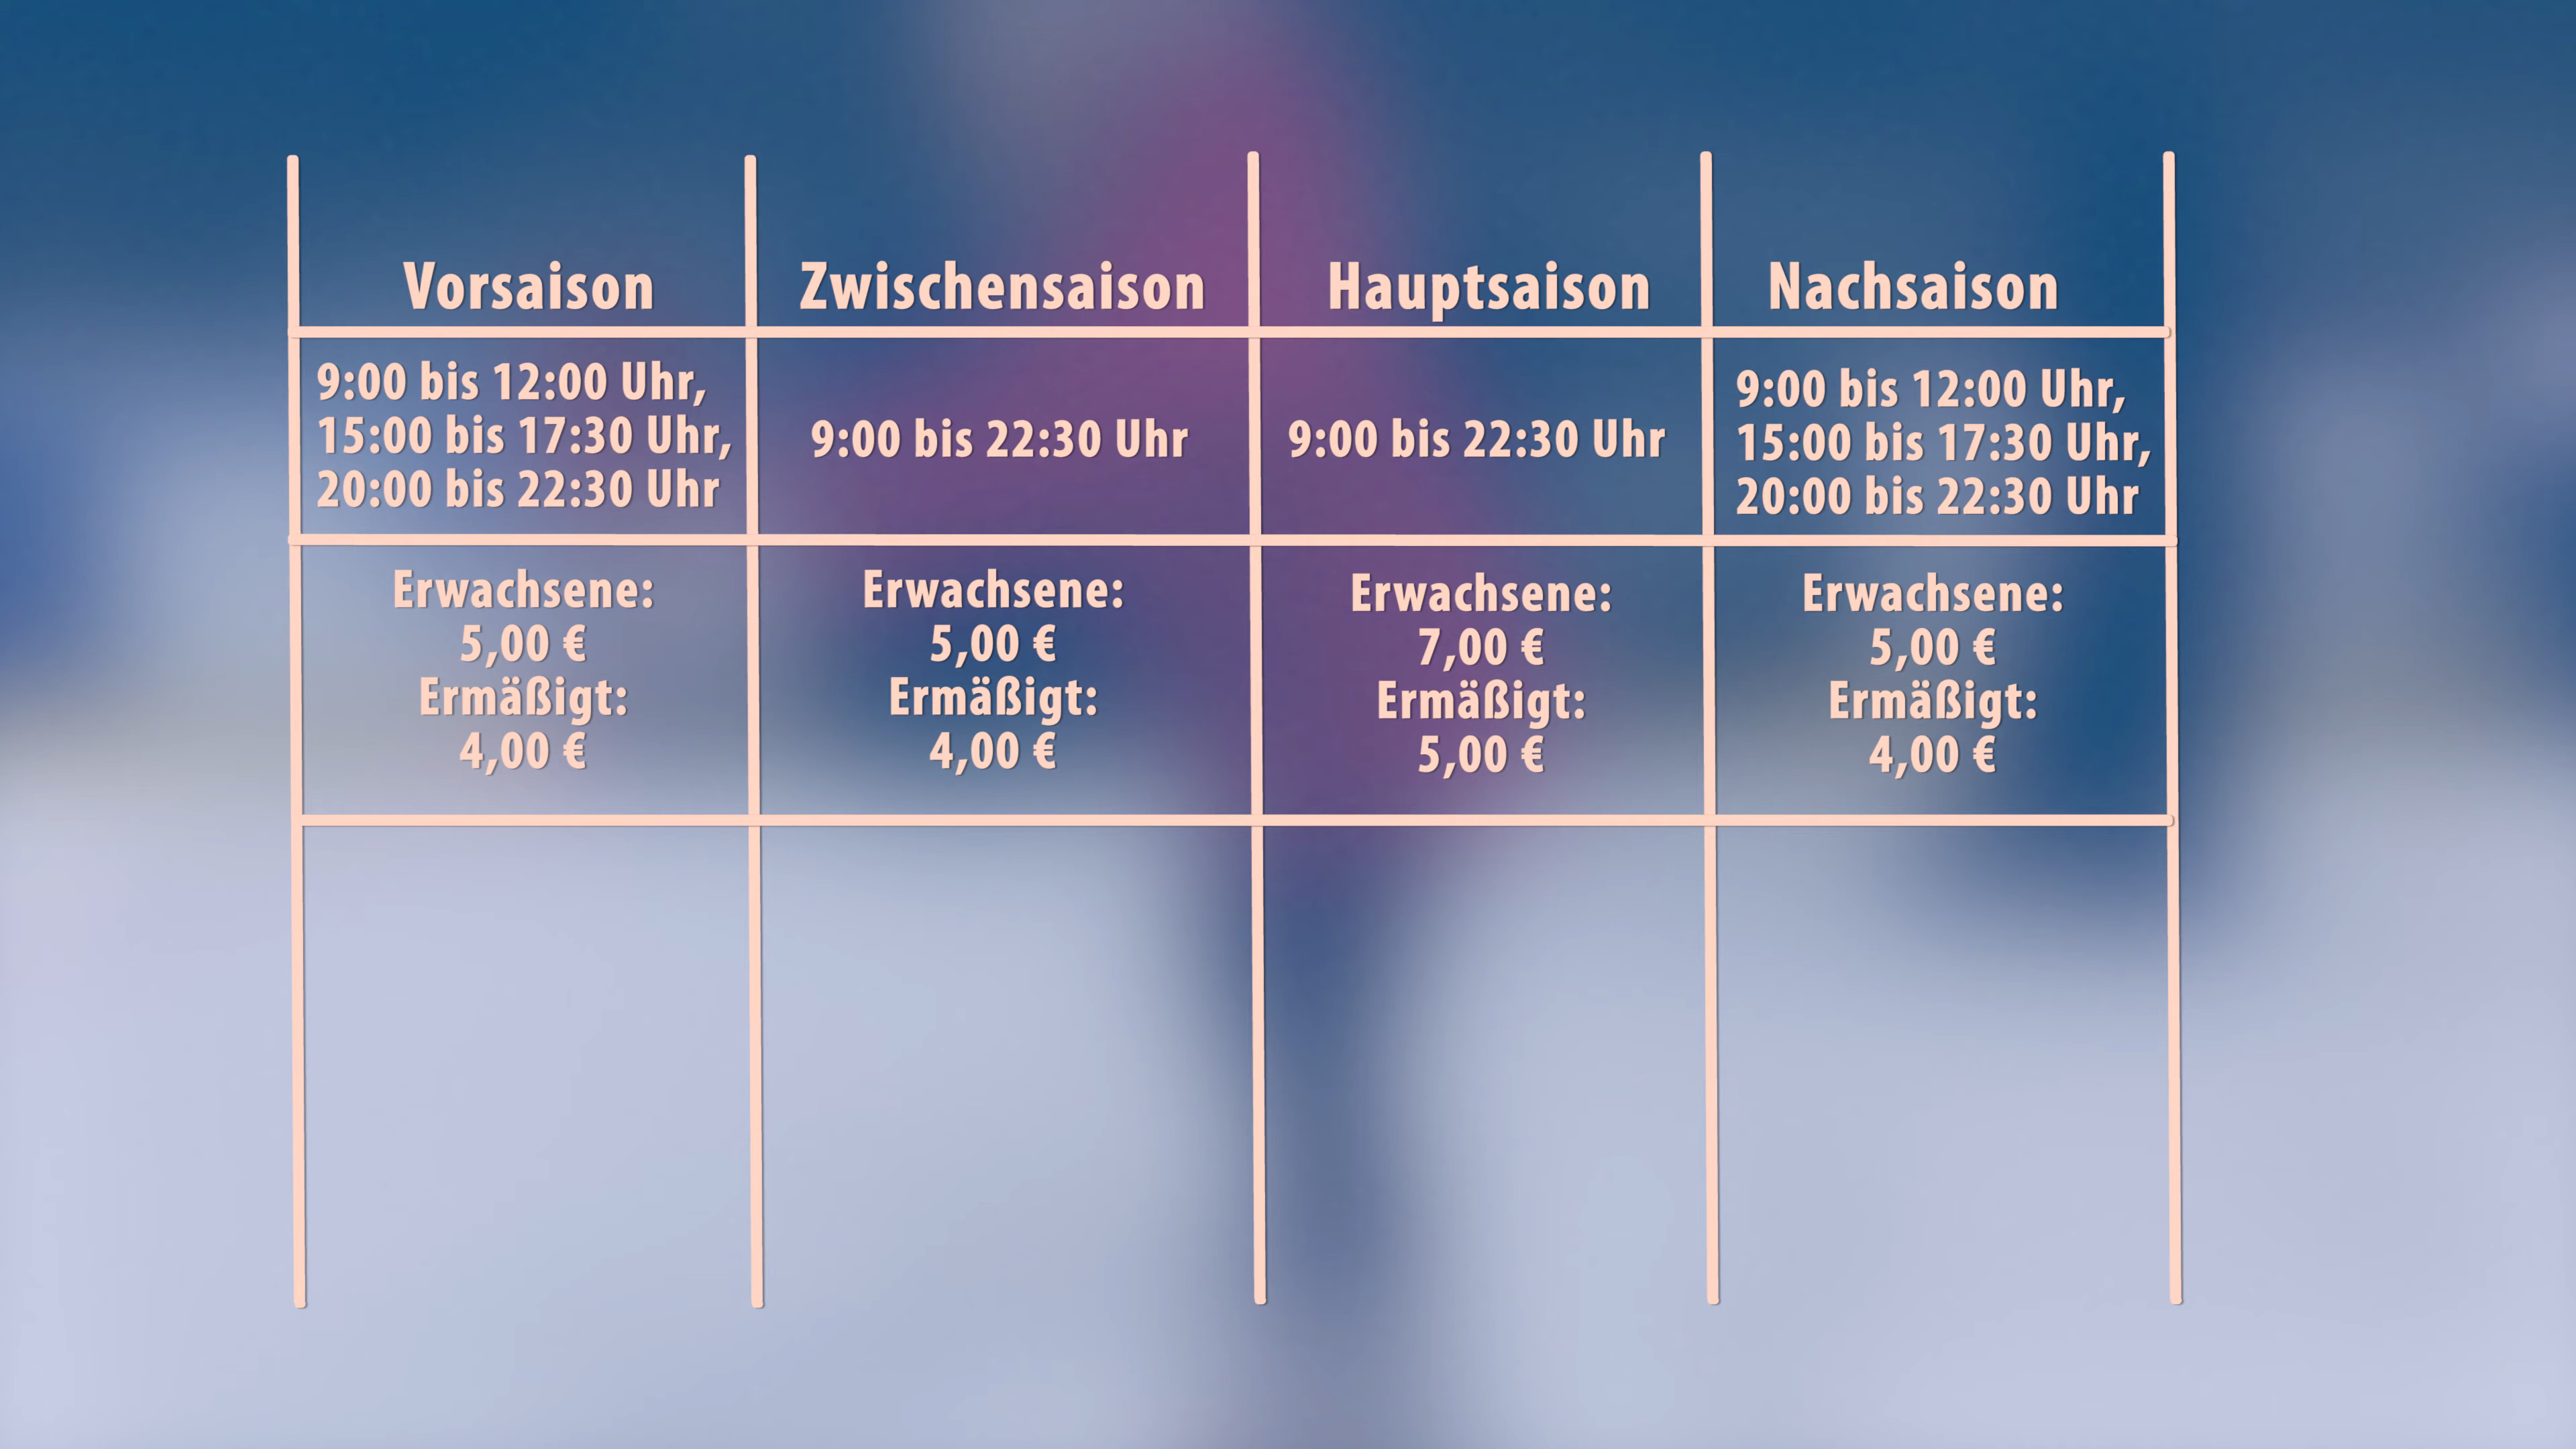 Vorsaison
Zwischensaison
Hauptsaison
Nachsaison
9:00 bis 12:00 Uhr,
15:00 bis 17:30 Uhr,
20:00 bis 22:30 Uhr
9:00 bis 22:30 Uhr
9:00 bis 22:30 Uhr
9:00 bis 12:00 Uhr,
15:00 bis 17:30 Uhr,
20:00 bis 22:30 Uhr
Erwachsene:
5,00 €
Ermäßigt:
4,00 €
Erwachsene:
5,00 €
Ermäßigt:
4,00 €
Erwachsene:
7,00 €
Ermäßigt:
5,00 €
Erwachsene:
5,00 €
Ermäßigt:
4,00 €